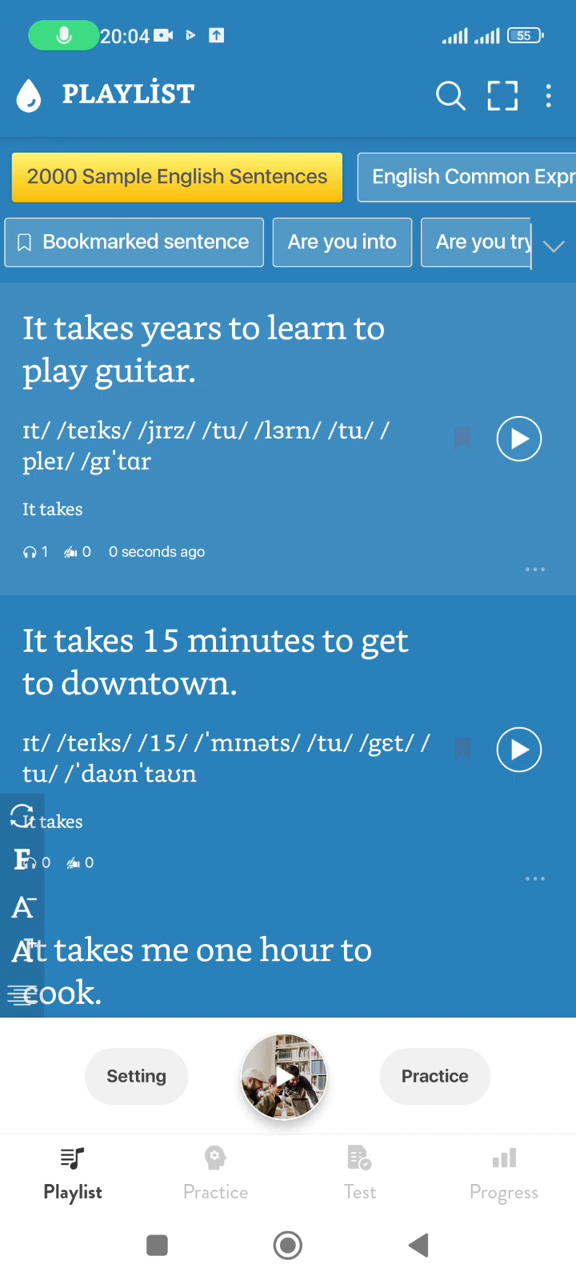 20:04
55
PLAYLİST
2000 Sample English Sentences
English Common Expr
Bookmarked sentence
Are you into
Are you try
It takes years to learn to
play guitar.
ɪt/ /teɪks/ /jɪrz/ /tu/ /lɜrn/ /tu/ /
pleɪ/ /gɪˈtɑr
It takes
1 0 0 seconds ago
It takes 15 minutes to get
to downtown.
ɪt/ /teɪks/ /15/ /ˈmɪnəts/ /tu/ /gɛt/ /
tu/ /ˈdaʊnˈtaʊn
It takes
F
0 0
A-
It takes me one hour to
cook.
Setting
Practice
Playlist
Practice
Test
Progress